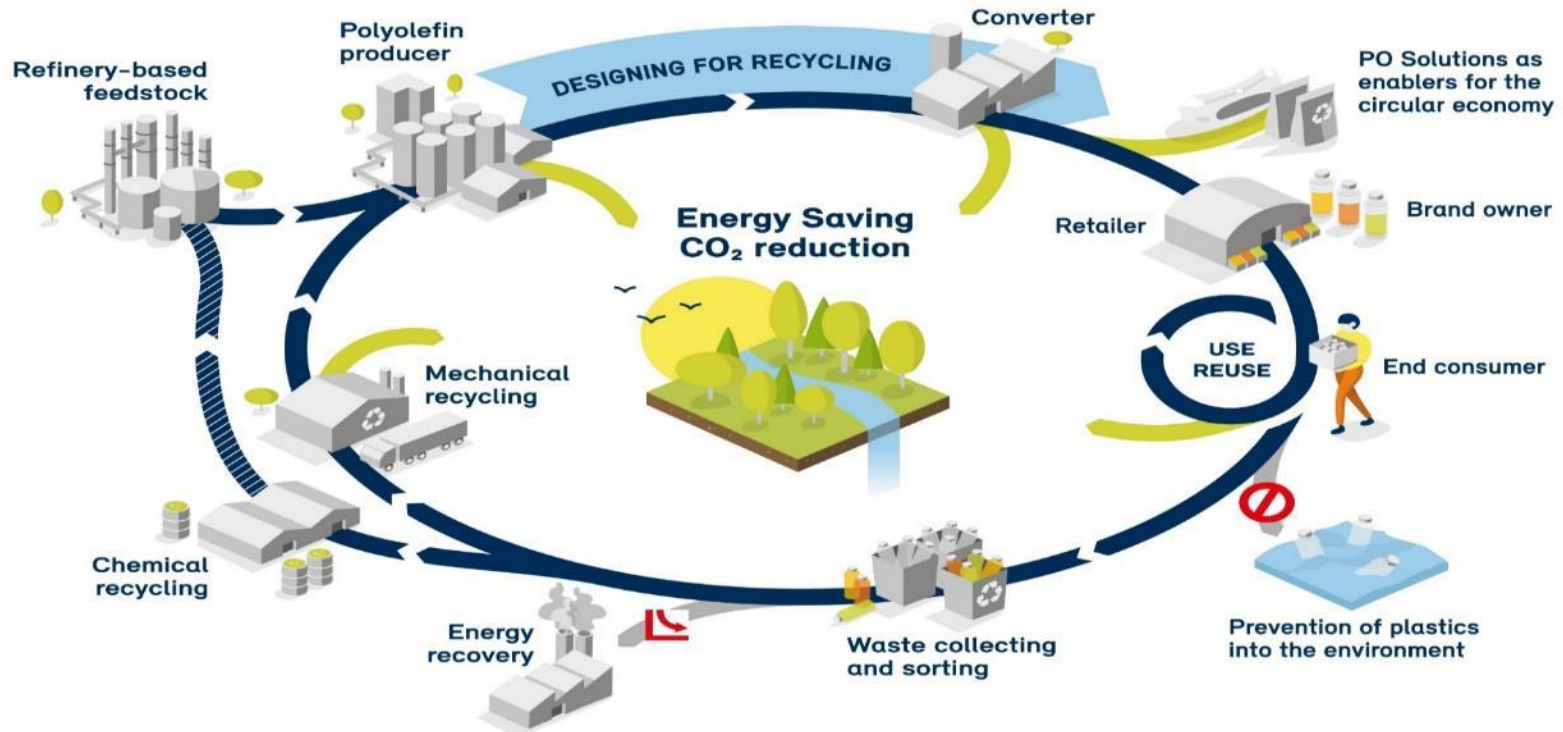 Refinery-based
feedstock
Polyolefin
producer
DESIGNING FOR RECYCLING
Converter
PO Solutions as
enablers for the
circular economy
Energy Saving
CO₂ reduction
Retailer
Brand owner
USE
REUSE
End consumer
Mechanical
recycling
Chemical
recycling
Energy
recovery
Waste collecting
and sorting
Prevention of plastics
into the environment